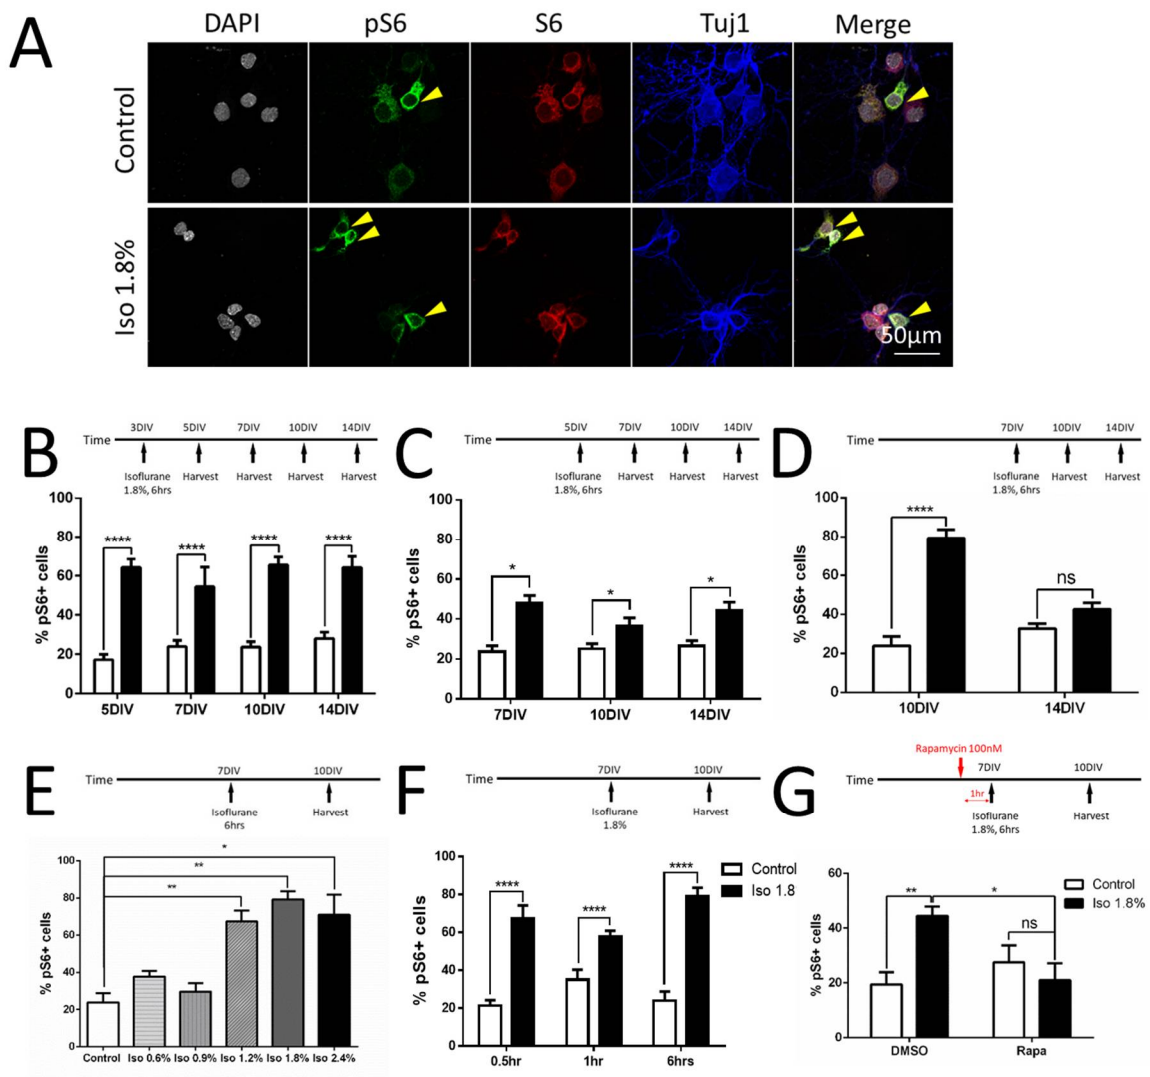 A
DAPI pS6 S6 Tuj1 Merge
Control
Iso 1.8%
50μm
B
Time
3DIV 5DIV 7DIV 10DIV 14DIV
Isoflurane Harvest Harvest Harvest Harvest
1.8%, 6hrs
% pS6+ cells
100
80
60
40
20
0
**** **** **** ****
5DIV 7DIV 10DIV 14DIV
C
Time
5DIV 7DIV 10DIV 14DIV
Isoflurane Harvest Harvest Harvest
1.8%, 6hrs
% pS6+ cells
100
80
60
40
20
0
* * *
7DIV 10DIV 14DIV
D
Time
7DIV 10DIV 14DIV
Isoflurane Harvest Harvest
1.8%, 6hrs
% pS6+ cells
100
80
60
40
20
0
**** ns
10DIV 14DIV
E
Time
7DIV 10DIV
Isoflurane Harvest
6hrs
% pS6+ cells
100
80
60
40
20
0
*
**
**
Control Iso 0.6% Iso 0.9% Iso 1.2% Iso 1.8% Iso 2.4%
F
Time
7DIV 10DIV
Isoflurane Harvest
1.8%
% pS6+ cells
100
80
60
40
20
0
**** **** ****
Control
Iso 1.8
0.5hr 1hr 6hrs
G
Rapamycin 100nM
Time
7DIV 10DIV
1hr
Isoflurane Harvest
1.8%, 6hrs
% pS6+ cells
60
40
20
0
** *
ns
Control
Iso 1.8%
DMSO Rapa